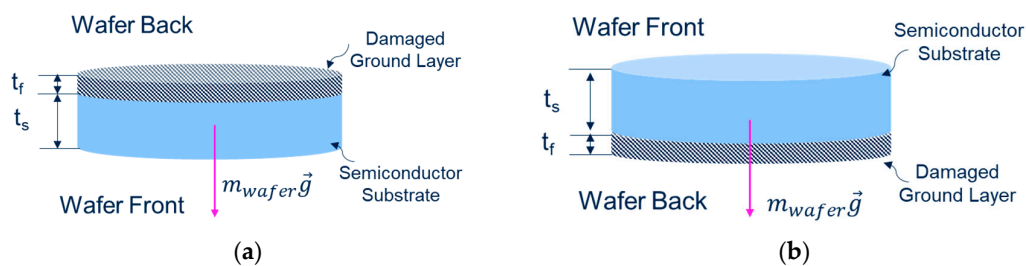 Wafer Back
Damaged
Ground Layer
t_f
t_s
Semiconductor
Substrate
Wafer Front
m_wafer g⃗
(a)
Wafer Front
Semiconductor
Substrate
t_s
t_f
Damaged
Ground Layer
Wafer Back
m_wafer g⃗
(b)